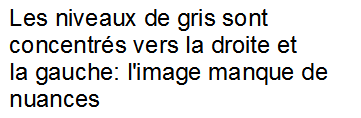 Les niveaux de gris sont
concentrés vers la droite et
la gauche: l'image manque de
nuances